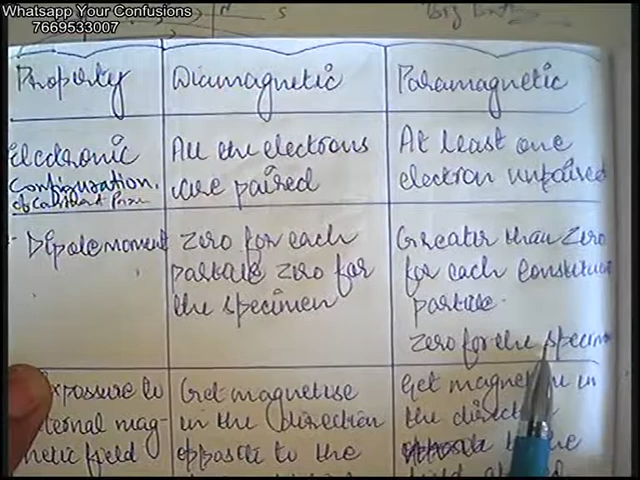 Whatsapp Your Confusions
7669533007
N S
Property
Diamagnetic
Paramagnetic
Electronic
Configuration.
All the electrons
are paired
At least one
electron unpaired
Dipole moment
Zero for each
particle zero for
the specimen
Greater than Zero
for each constituent
particle.
Zero for the specimen
Exposure to
external mag-
netic field
Get magnetise
in the direction
opposite to the
Get magnetise in
the direction